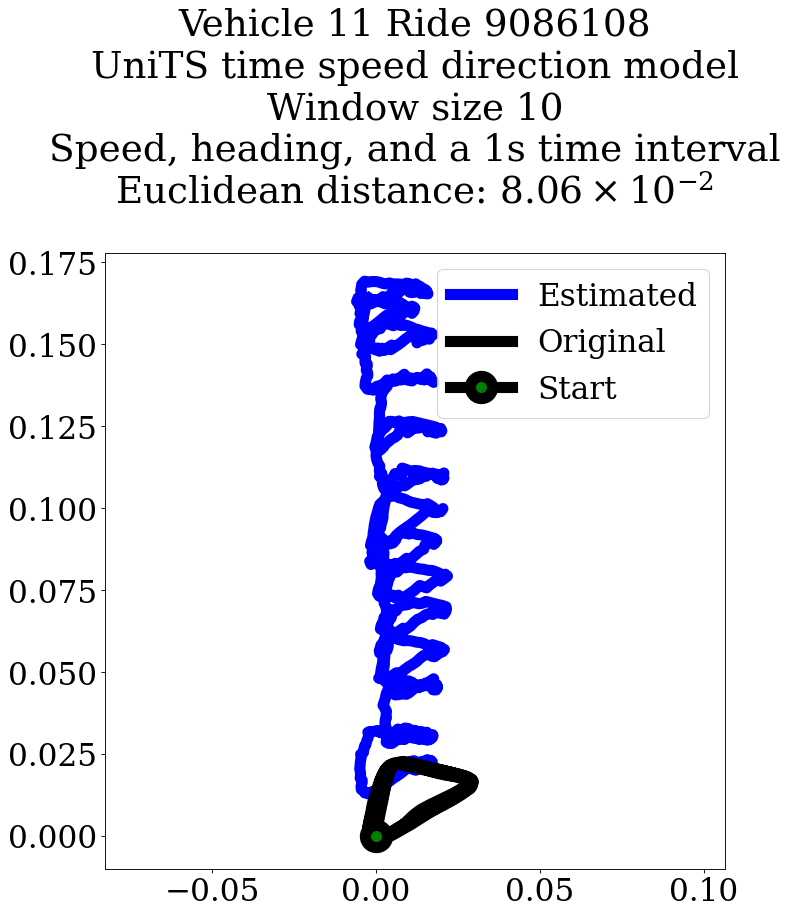 Vehicle 11 Ride 9086108
UniTS time speed direction model
Window size 10
Speed, heading, and a 1s time interval
Euclidean distance: 8.06 × 10⁻²
0.175
0.150
0.125
0.100
0.075
0.050
0.025
0.000
Estimated
Original
Start
−0.05
0.00
0.05
0.10